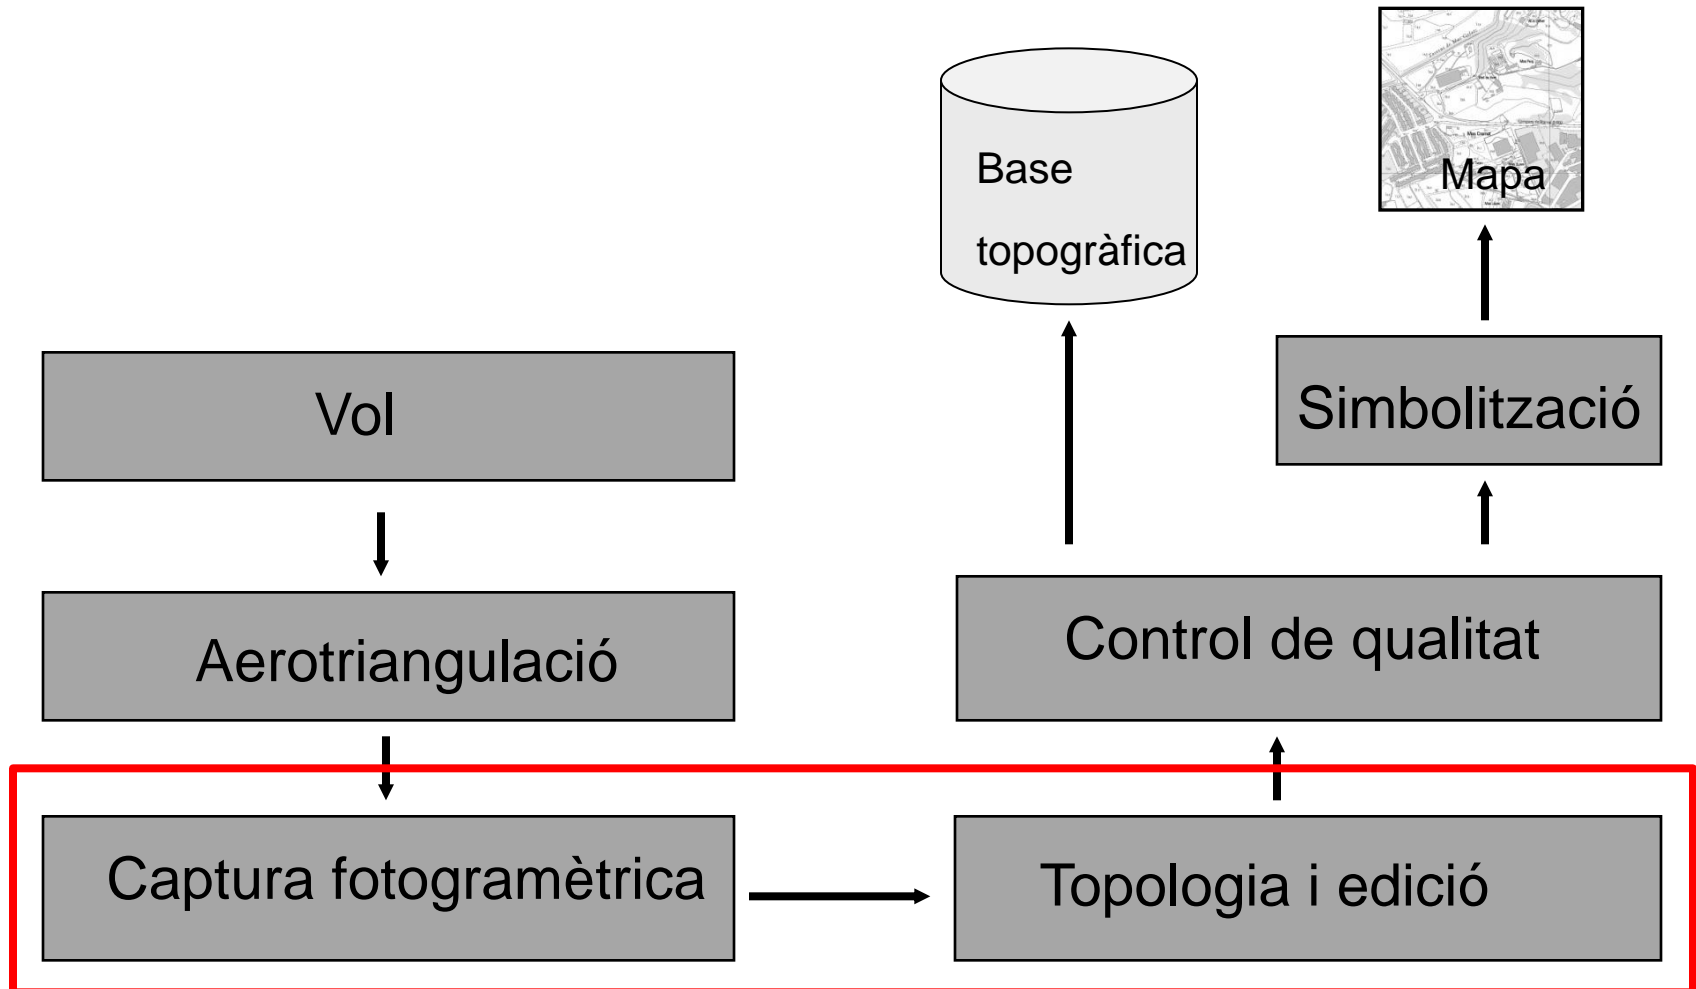 Vol
Aerotriangulació
Captura fotogramètrica
Topologia i edició
Control de qualitat
Base
topogràfica
Simbolització
Mapa